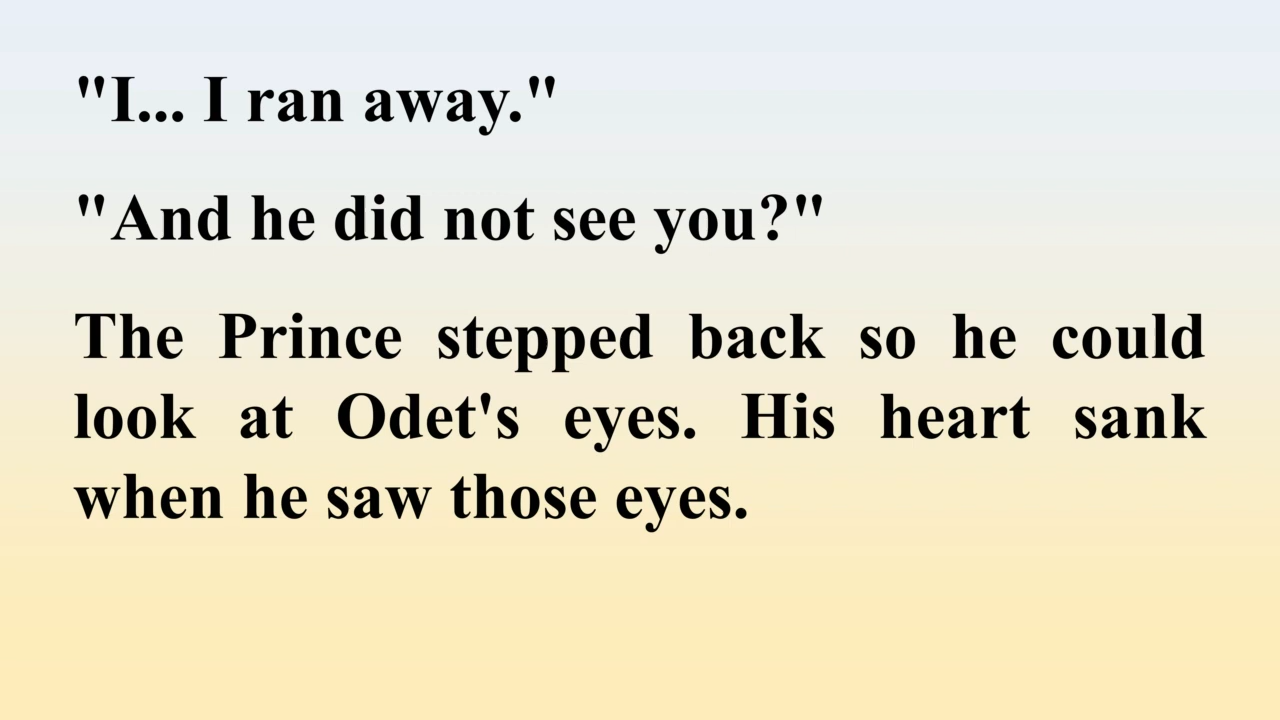 "I... I ran away."
"And he did not see you?"
The Prince stepped back so he could
look at Odet's eyes. His heart sank
when he saw those eyes.